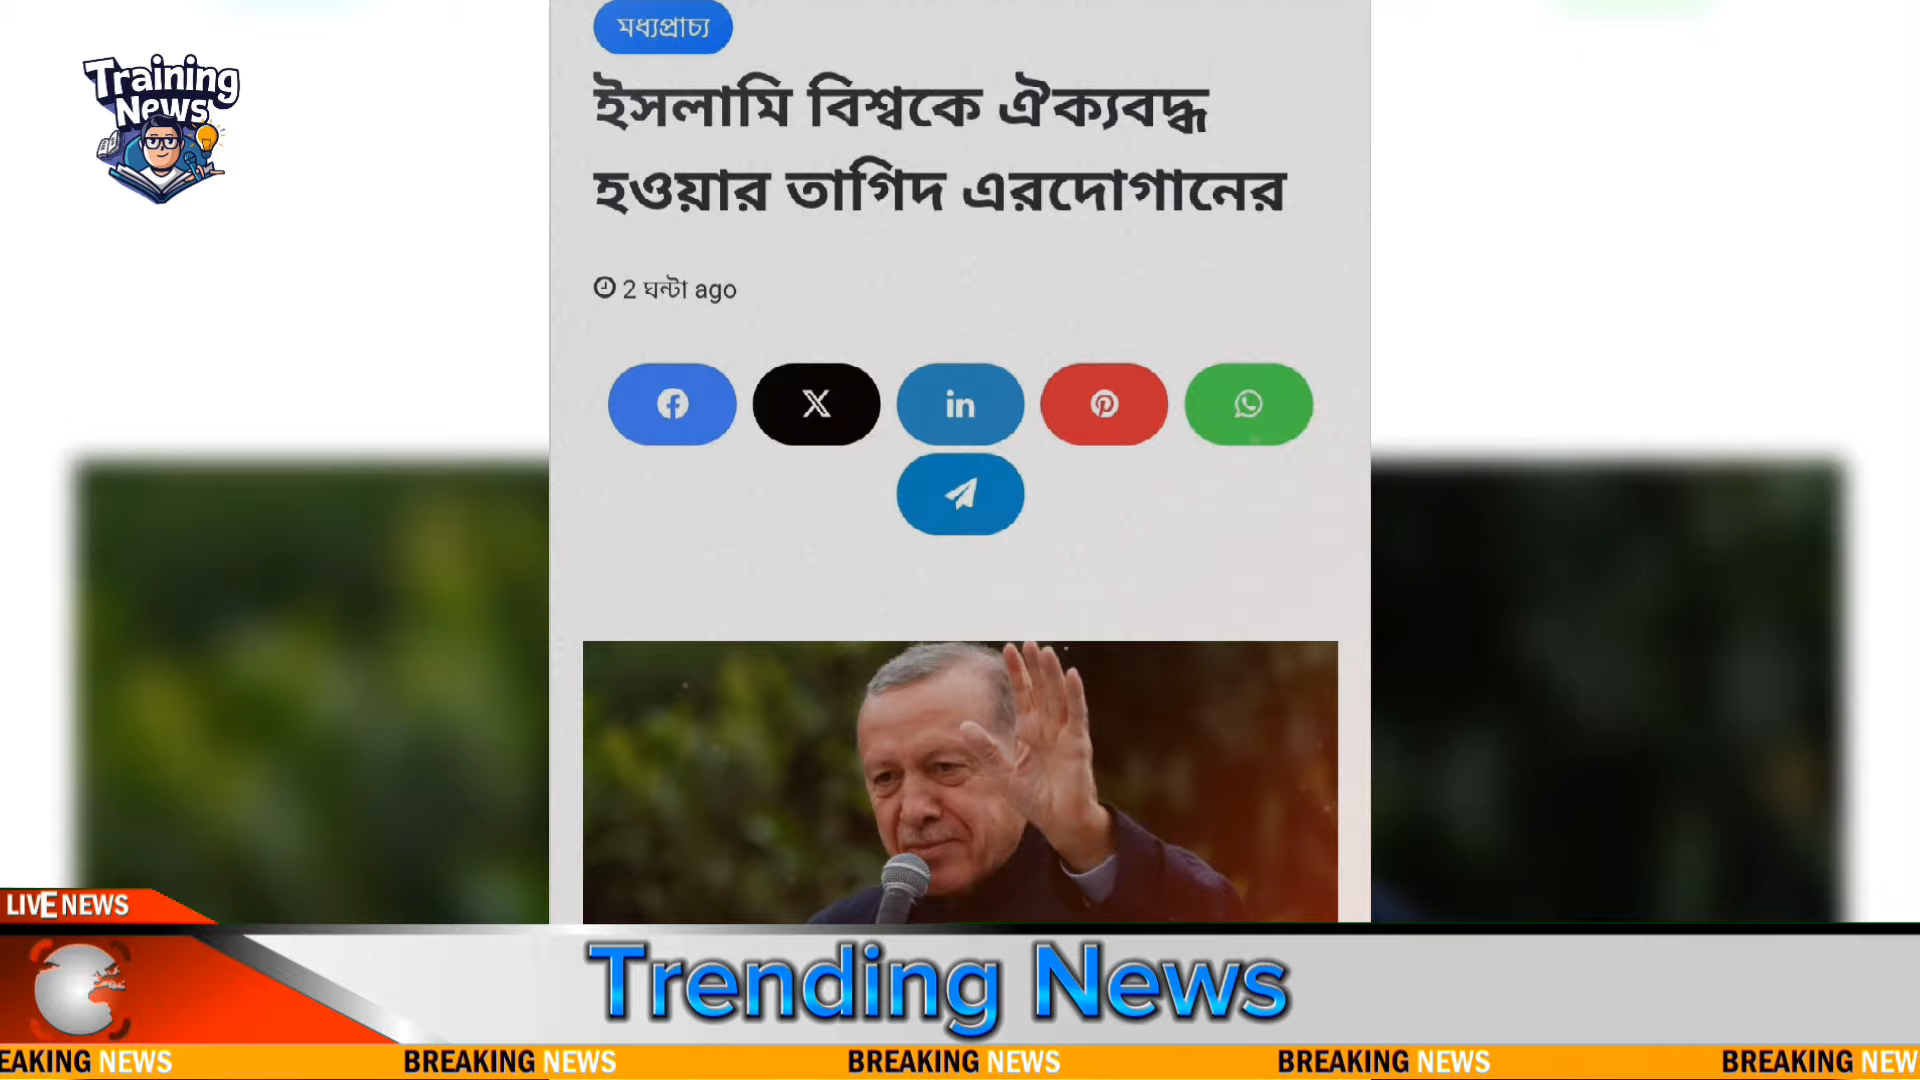 Training
News
মধ্যপ্রাচ্য
ইসলামি বিশ্বকে ঐক্যবদ্ধ
হওয়ার তাগিদ এরদোগানের
2 ঘন্টা ago
LIVE NEWS
Trending News
EAKING NEWS BREAKING NEWS BREAKING NEWS BREAKING NEWS BREAKING NEW